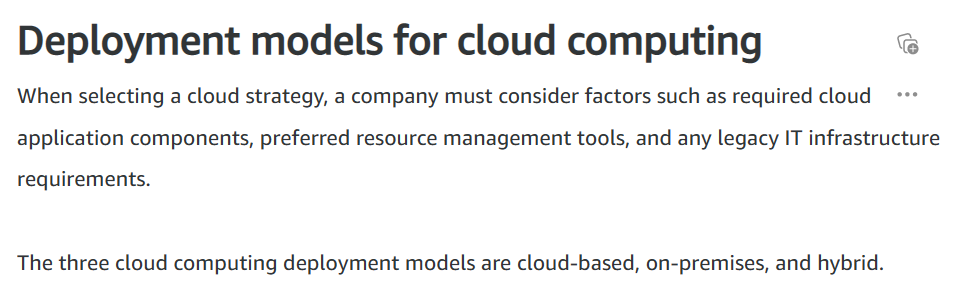 Deployment models for cloud computing
When selecting a cloud strategy, a company must consider factors such as required cloud
application components, preferred resource management tools, and any legacy IT infrastructure
requirements.
The three cloud computing deployment models are cloud-based, on-premises, and hybrid.